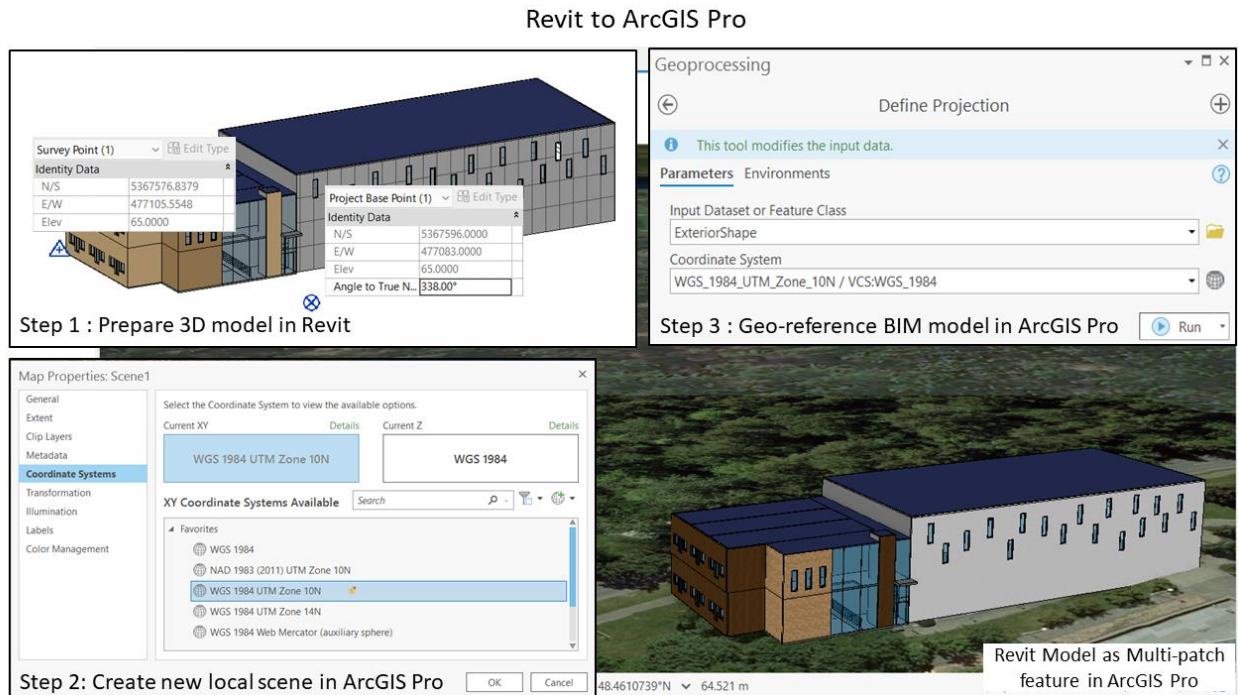 Revit to ArcGIS Pro
Survey Point (1)
Edit Type
Identity Data
N/S 5367576.8379
E/W 477105.5548
Elev 65.0000
Project Base Point (1)
Edit Type
Identity Data
N/S 5367596.0000
E/W 477083.0000
Elev 65.0000
Angle to True N... 338.00°
Step 1 : Prepare 3D model in Revit
Geoprocessing
Define Projection
This tool modifies the input data.
Parameters Environments
Input Dataset or Feature Class
ExteriorShape
Coordinate System
WGS_1984_UTM_Zone_10N / VCS:WGS_1984
Step 3 : Geo-reference BIM model in ArcGIS Pro
Run
Map Properties: Scene1
General
Extent
Clip Layers
Metadata
Coordinate Systems
Transformation
Illumination
Labels
Color Management
Select the Coordinate System to view the available options.
Current XY Details Current Z Details
WGS 1984 UTM Zone 10N WGS 1984
XY Coordinate Systems Available Search
Favorites
WGS 1984
NAD 1983 (2011) UTM Zone 10N
WGS 1984 UTM Zone 10N
WGS 1984 UTM Zone 14N
WGS 1984 Web Mercator (auxiliary sphere)
Step 2: Create new local scene in ArcGIS Pro
OK Cancel
48.4610739°N 64.521 m
Revit Model as Multi-patch
feature in ArcGIS Pro